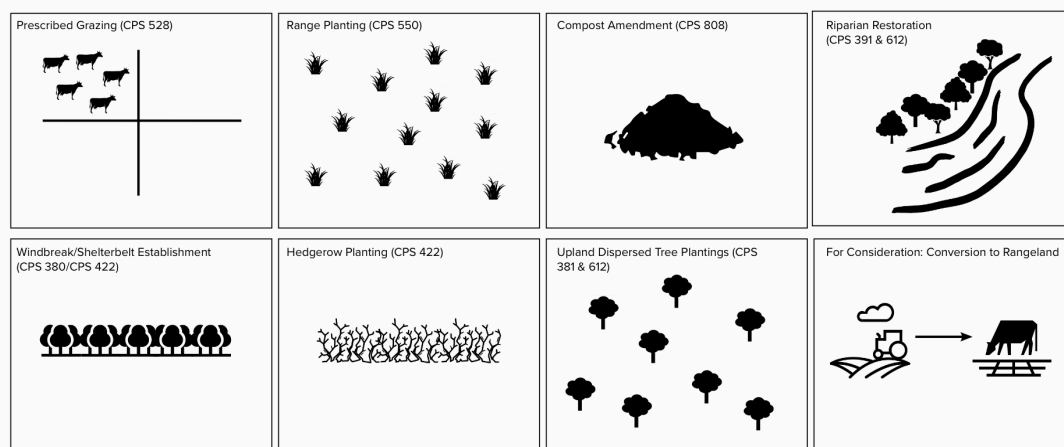 Prescribed Grazing (CPS 528)
Range Planting (CPS 550)
Compost Amendment (CPS 808)
Riparian Restoration
(CPS 391 & 612)
Windbreak/Shelterbelt Establishment
(CPS 380/CPS 422)
Hedgerow Planting (CPS 422)
Upland Dispersed Tree Plantings (CPS
381 & 612)
For Consideration: Conversion to Rangeland